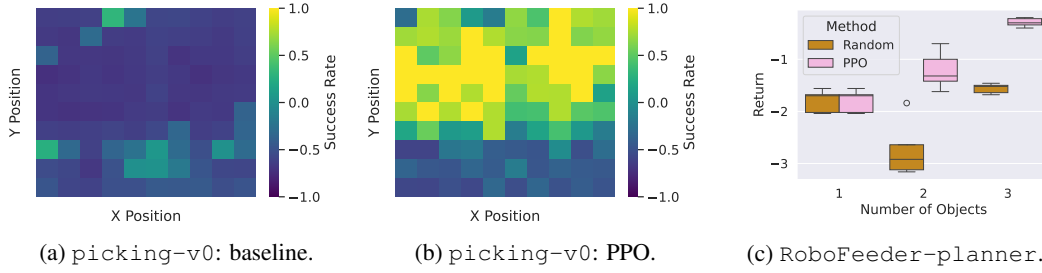 Y Position
X Position
1.0
0.5
0.0
−0.5
−1.0
Success Rate
(a) picking-v0: baseline.
Y Position
X Position
1.0
0.5
0.0
−0.5
−1.0
Success Rate
(b) picking-v0: PPO.
Method
Random
PPO
Return
−1
−2
−3
1 2 3
Number of Objects
(c) RoboFeeder-planner.